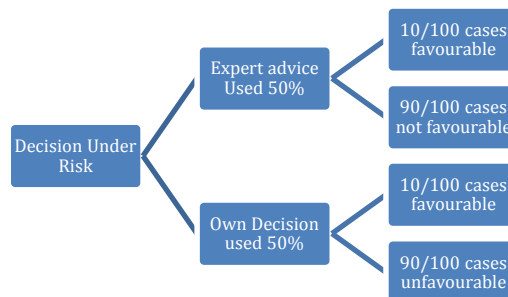 Decision Under
Risk
Expert advice
Used 50%
10/100 cases
favourable
90/100 cases
not favourable
Own Decision
used 50%
10/100 cases
favourable
90/100 cases
unfavourable